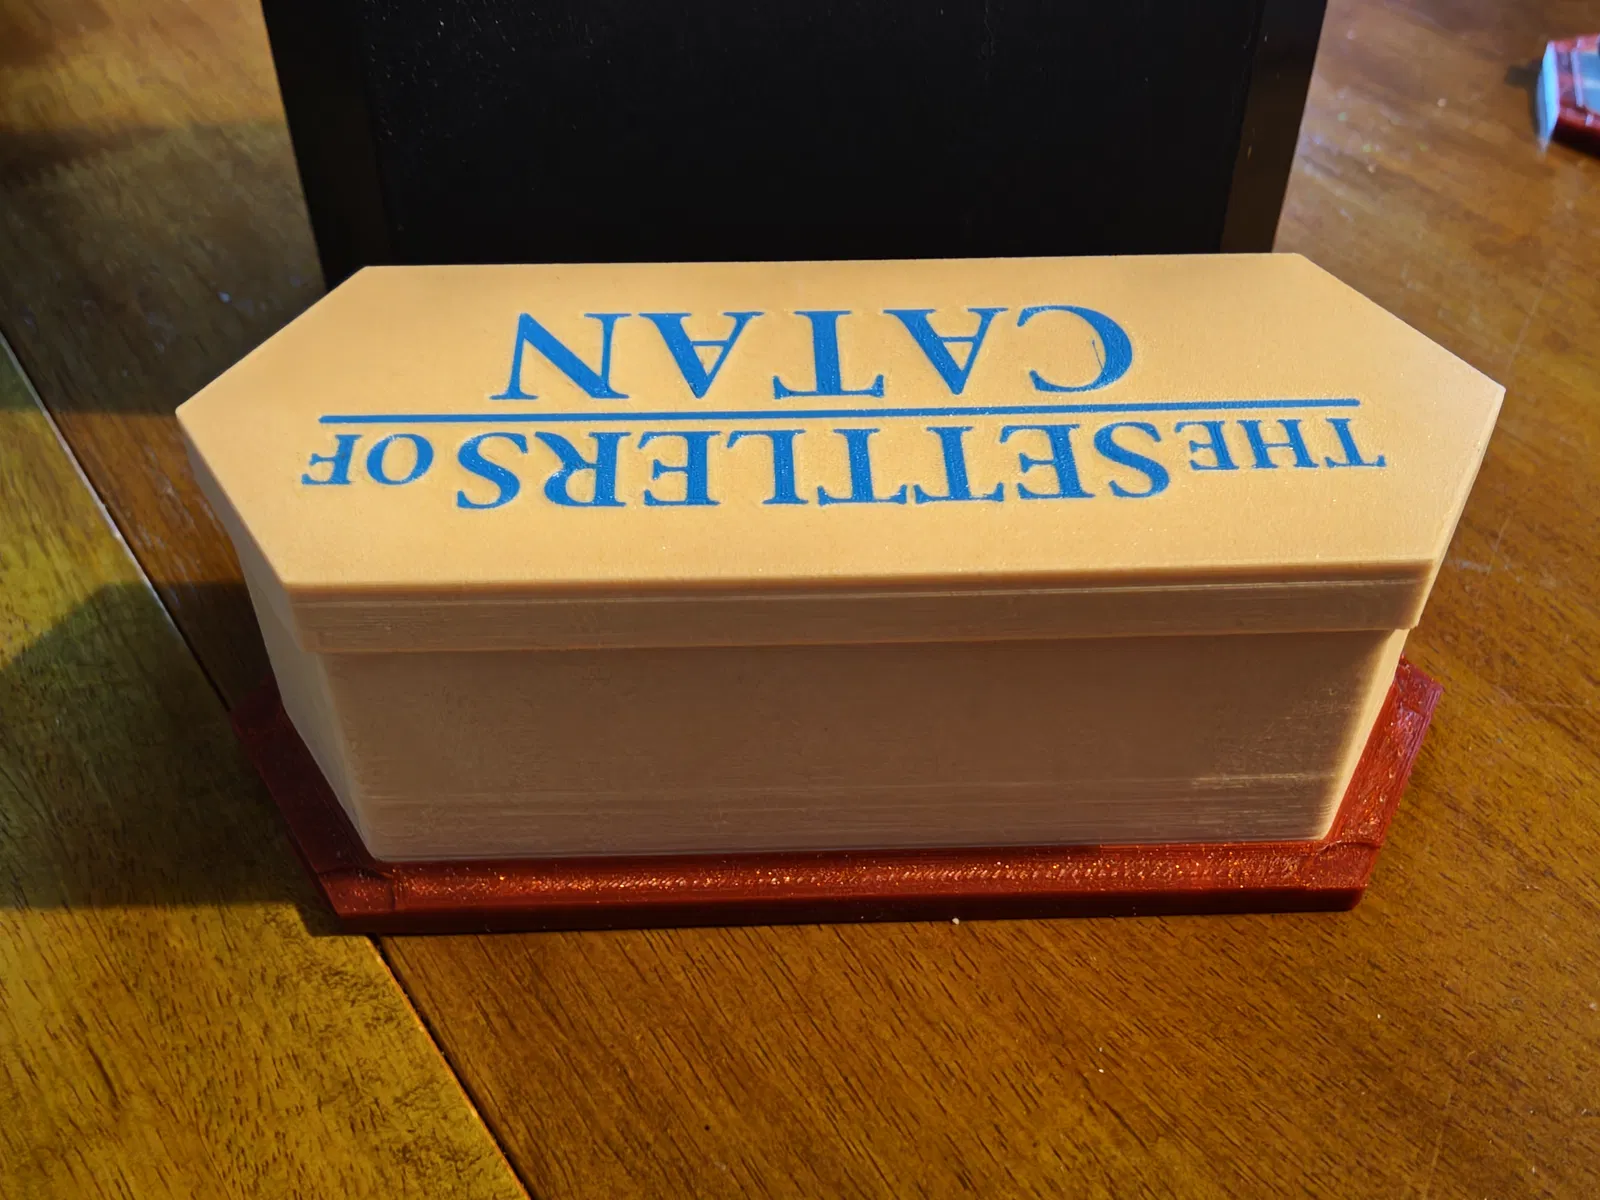 THE SETTLERS OF
CATAN